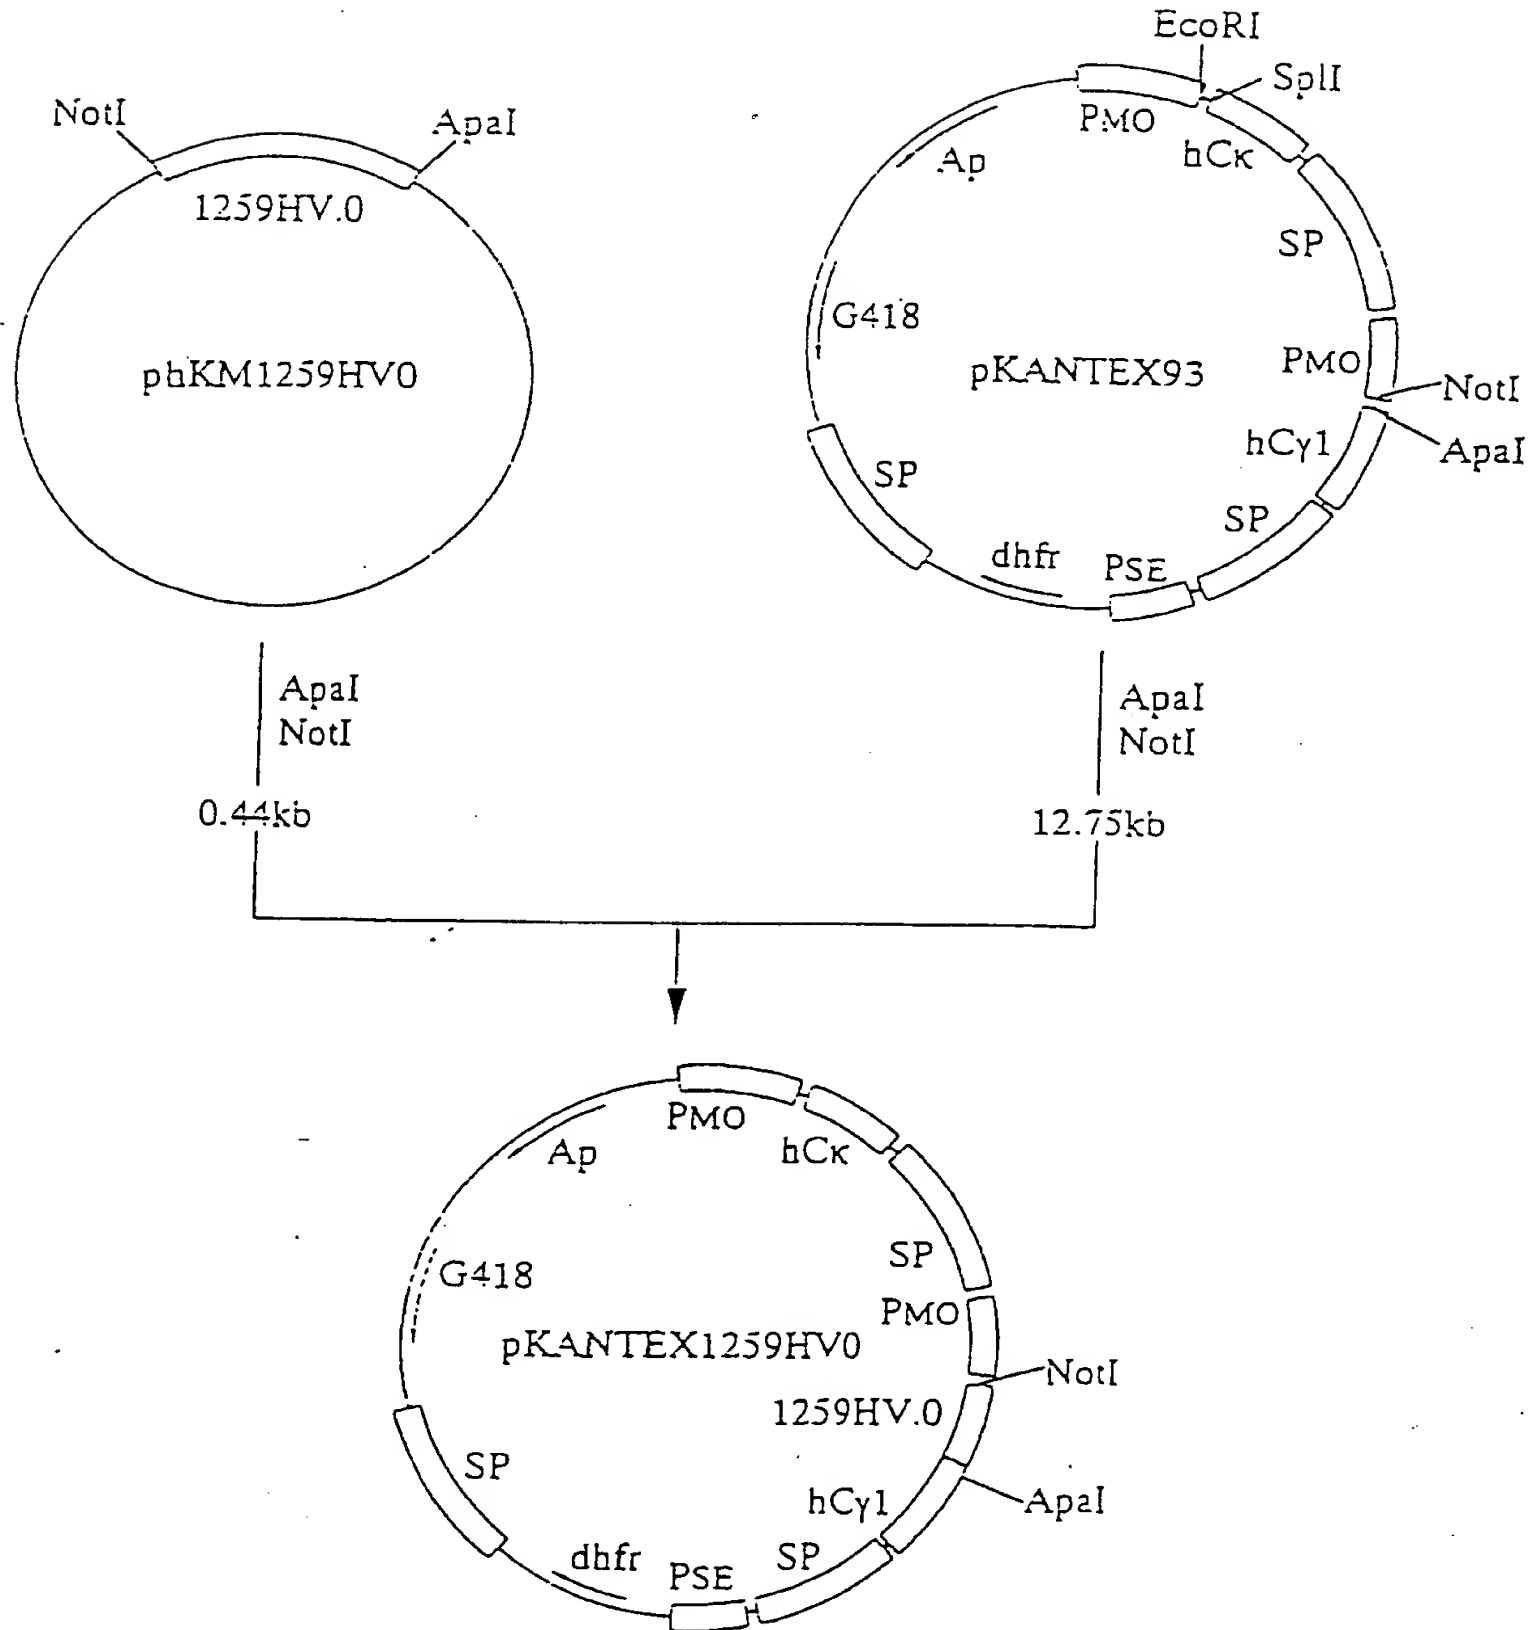 NotI
ApaI
1259HV.0
phKM1259HV0
EcoRI
SplI
PMO
hCκ
Ap
SP
G418
pKANTEX93
PMO
NotI
hCγ1
ApaI
SP
SP
dhfr
PSE
ApaI
NotI
0.44kb
ApaI
NotI
12.75kb
PMO
hCκ
Ap
SP
G418
PMO
pKANTEX1259HV0
NotI
1259HV.0
SP
hCγ1
ApaI
dhfr
PSE
SP